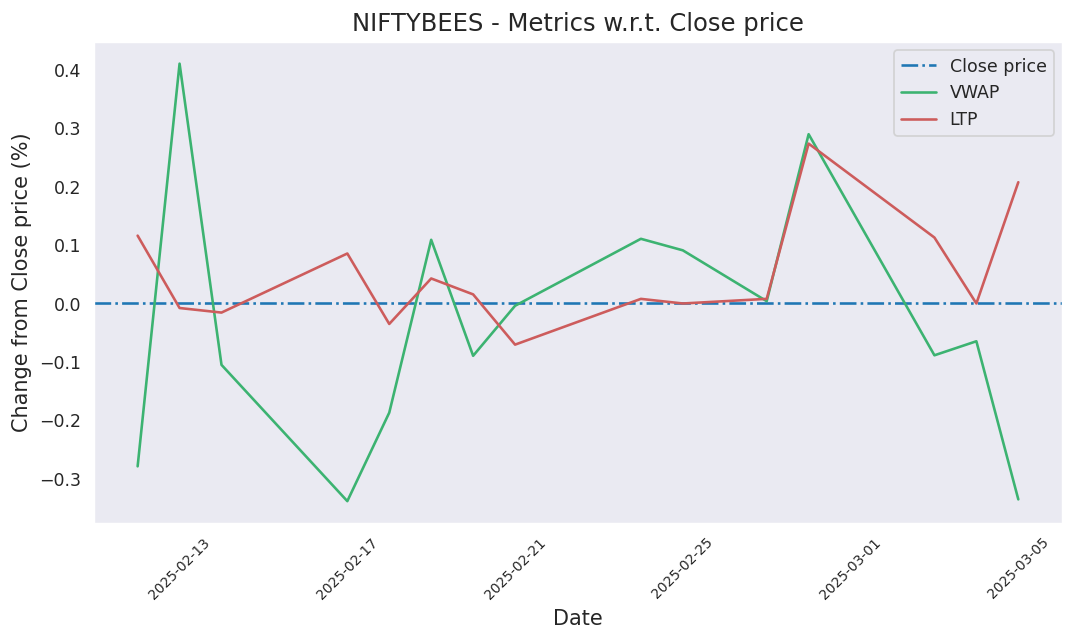 NIFTYBEES - Metrics w.r.t. Close price
Change from Close price (%)
0.4
0.3
0.2
0.1
0.0
−0.1
−0.2
−0.3
Close price
VWAP
LTP
2025-02-13
2025-02-17
2025-02-21
2025-02-25
2025-03-01
2025-03-05
Date